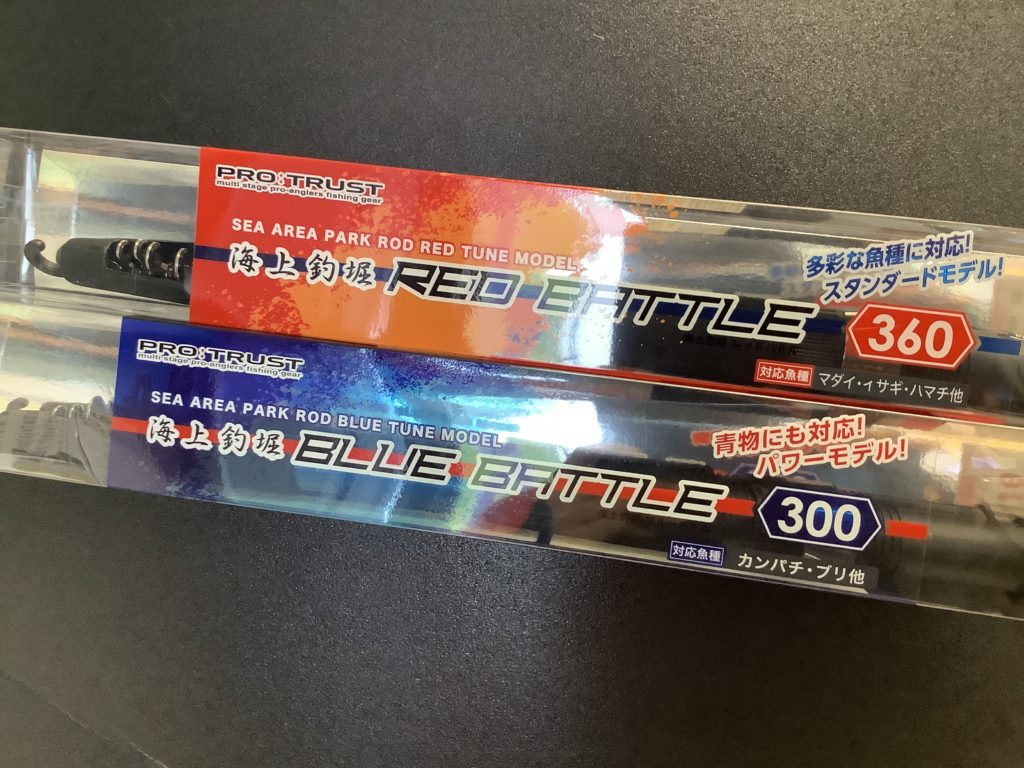 PRO:TRUST
multi stage pro-anglers fishing gear
SEA AREA PARK ROD RED TUNE MODEL
海上釣堀 RED BATTLE
多彩な魚種に対応!
スタンダードモデル!
360
対応魚種 マダイ・イサギ・ハマチ他
PRO:TRUST
multi stage pro-anglers fishing gear
SEA AREA PARK ROD BLUE TUNE MODEL
海上釣堀 BLUE BATTLE
青物にも対応!
パワーモデル!
300
対応魚種 カンパチ・ブリ他